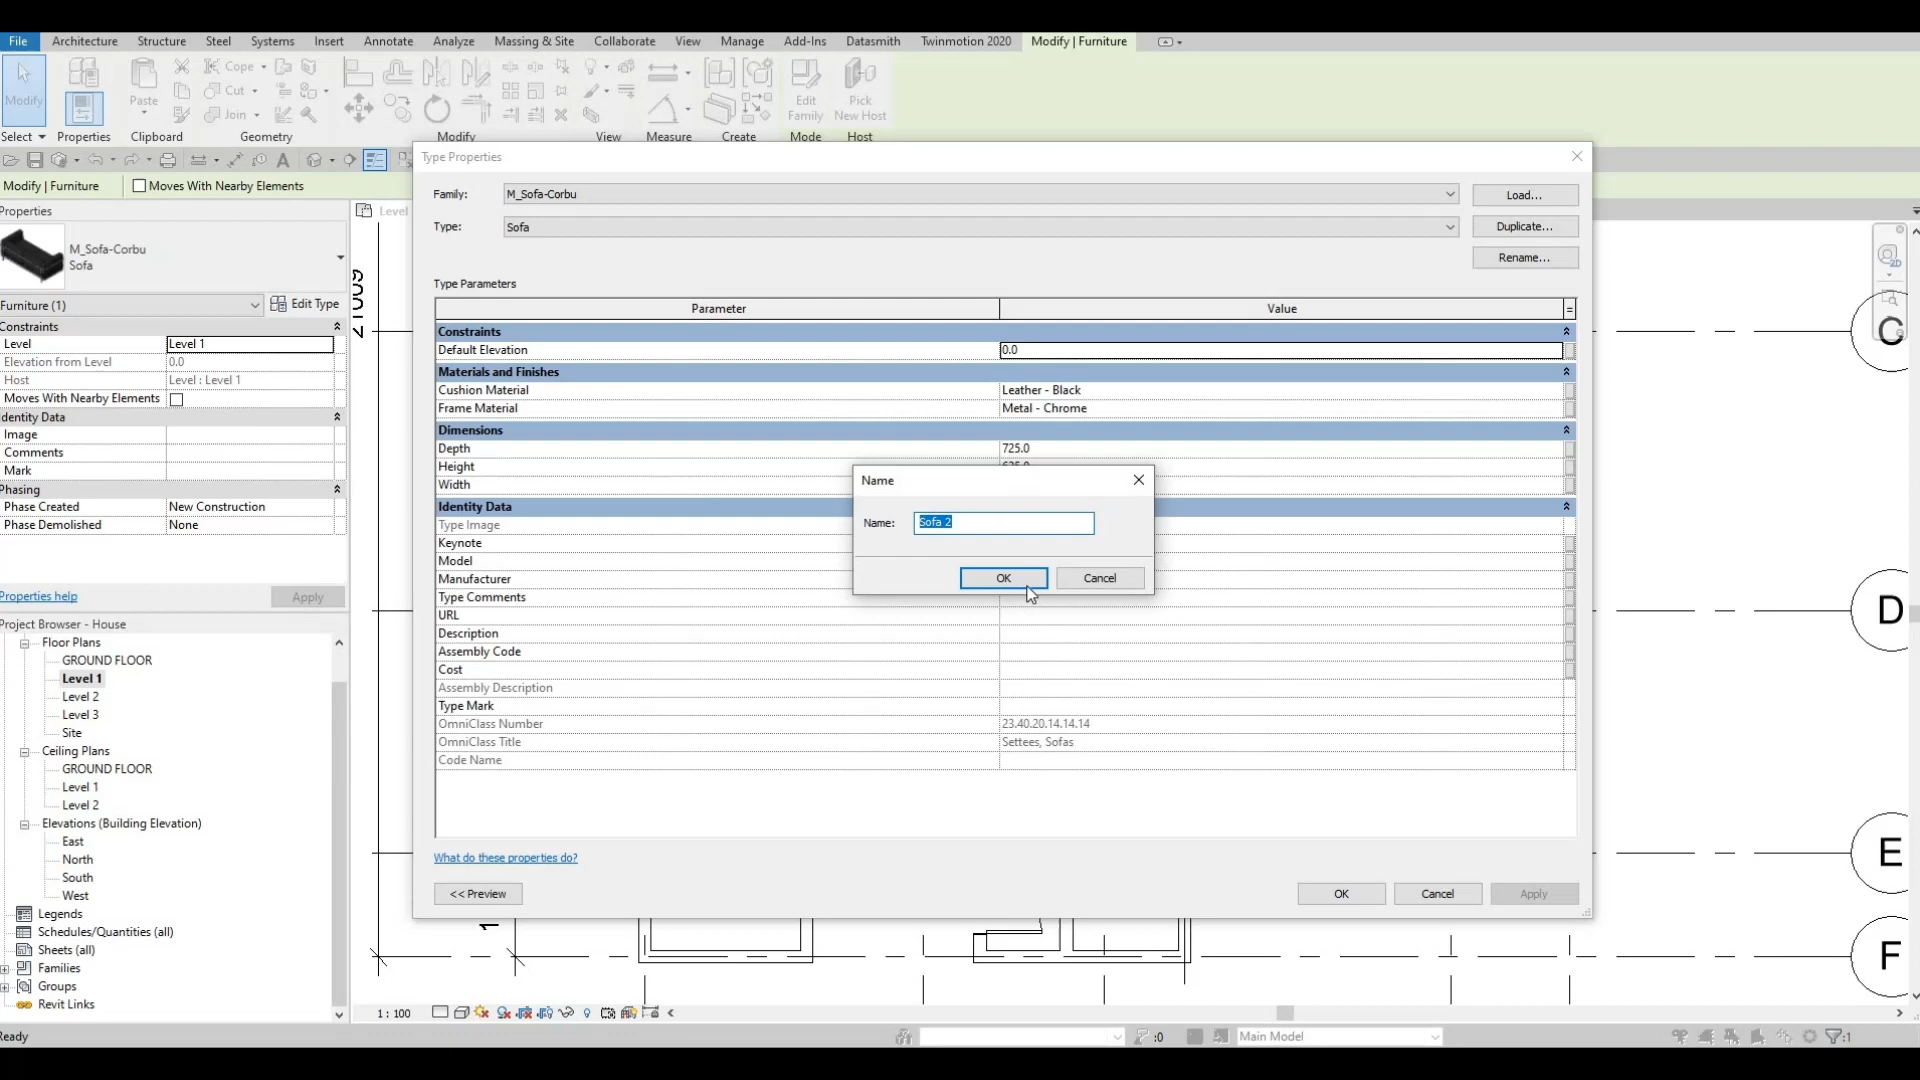 File Architecture Structure Steel Systems Insert Annotate Analyze Massing & Site Collaborate View Manage Add-Ins Datasmith Twinmotion 2020 Modify | Furniture
Modify Paste Cope Cut Join Edit Family Pick New Host
Select Properties Clipboard Geometry Modify View Measure Create Mode Host
Modify | Furniture Moves With Nearby Elements
Properties
M_Sofa-Corbu
Sofa
Furniture (1) Edit Type
Constraints
Level Level 1
Elevation from Level 0.0
Host Level : Level 1
Moves With Nearby Elements
Identity Data
Image
Comments
Mark
Phasing
Phase Created New Construction
Phase Demolished None
Properties help Apply
Project Browser - House
Floor Plans
GROUND FLOOR
Level 1
Level 2
Level 3
Site
Ceiling Plans
GROUND FLOOR
Level 1
Level 2
Elevations (Building Elevation)
East
North
South
West
Legends
Schedules/Quantities (all)
Sheets (all)
Families
Groups
Revit Links
Level
Type Properties
Family: M_Sofa-Corbu Load...
Type: Sofa Duplicate...
Rename...
Type Parameters
Parameter Value =
Constraints
Default Elevation 0.0
Materials and Finishes
Cushion Material Leather - Black
Frame Material Metal - Chrome
Dimensions
Depth 725.0
Height
Width
Identity Data
Type Image
Keynote
Model
Manufacturer
Type Comments
URL
Description
Assembly Code
Cost
Assembly Description
Type Mark
OmniClass Number 23.40.20.14.14.14
OmniClass Title Settees, Sofas
Code Name
What do these properties do?
<< Preview OK Cancel Apply
Name
Name: Sofa 2
OK Cancel
2D
C
D
E
F
1
1 : 100
Ready :0 Main Model :1